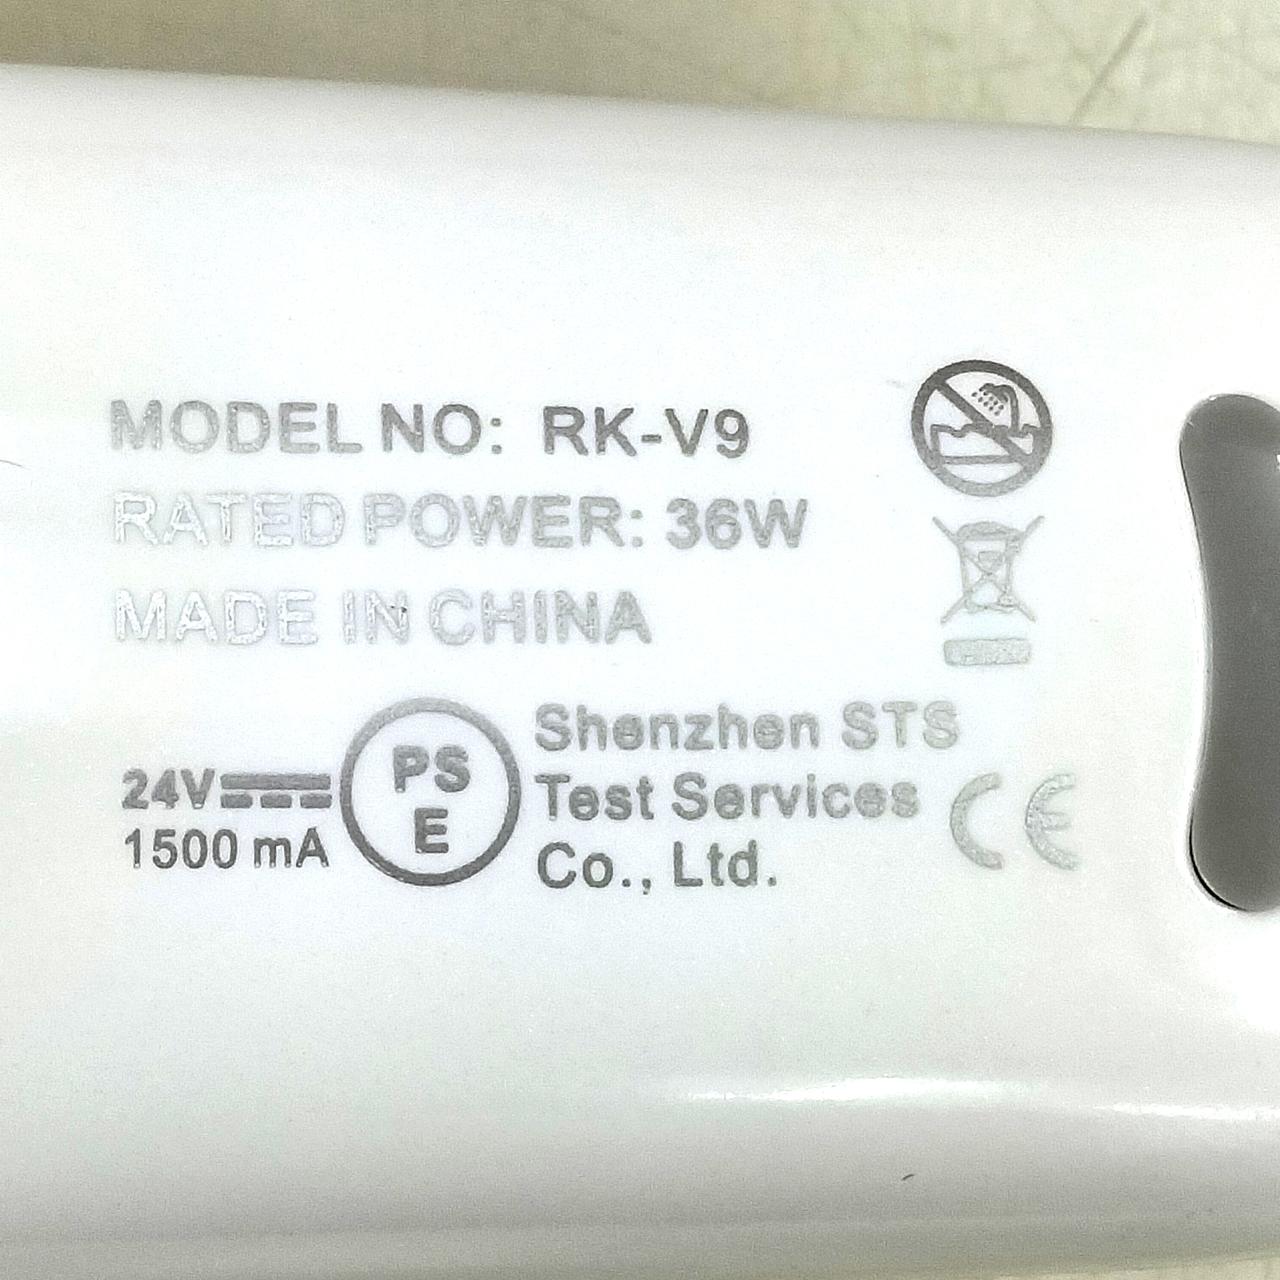 MODEL NO: RK-V9
RATED POWER: 36W
MADE IN CHINA
24V
1500 mA
PS
E
Shenzhen STS
Test Services
Co., Ltd.
CE